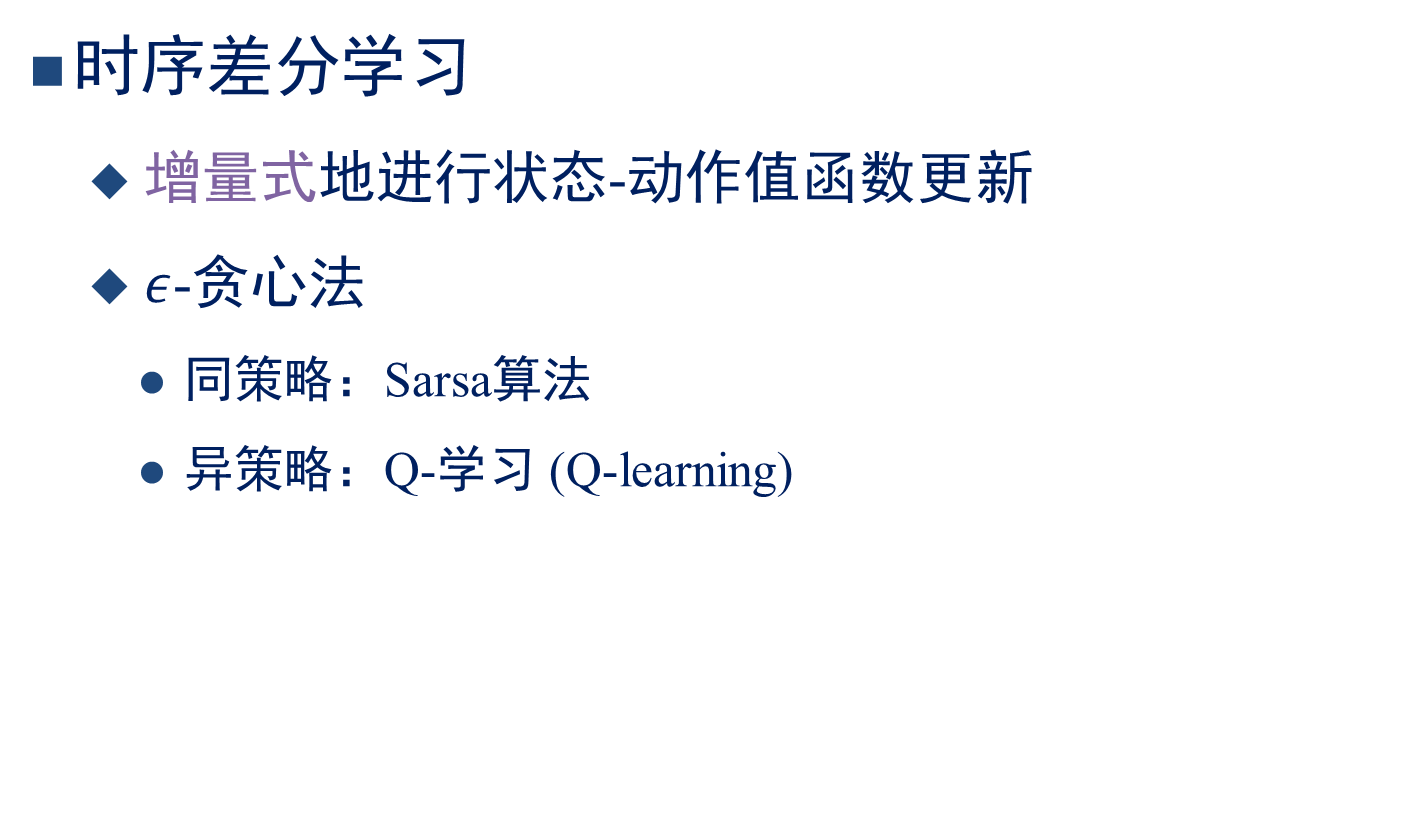 ■时序差分学习
◆ 增量式地进行状态-动作值函数更新
◆ ϵ-贪心法
● 同策略：Sarsa算法
● 异策略：Q-学习 (Q-learning)